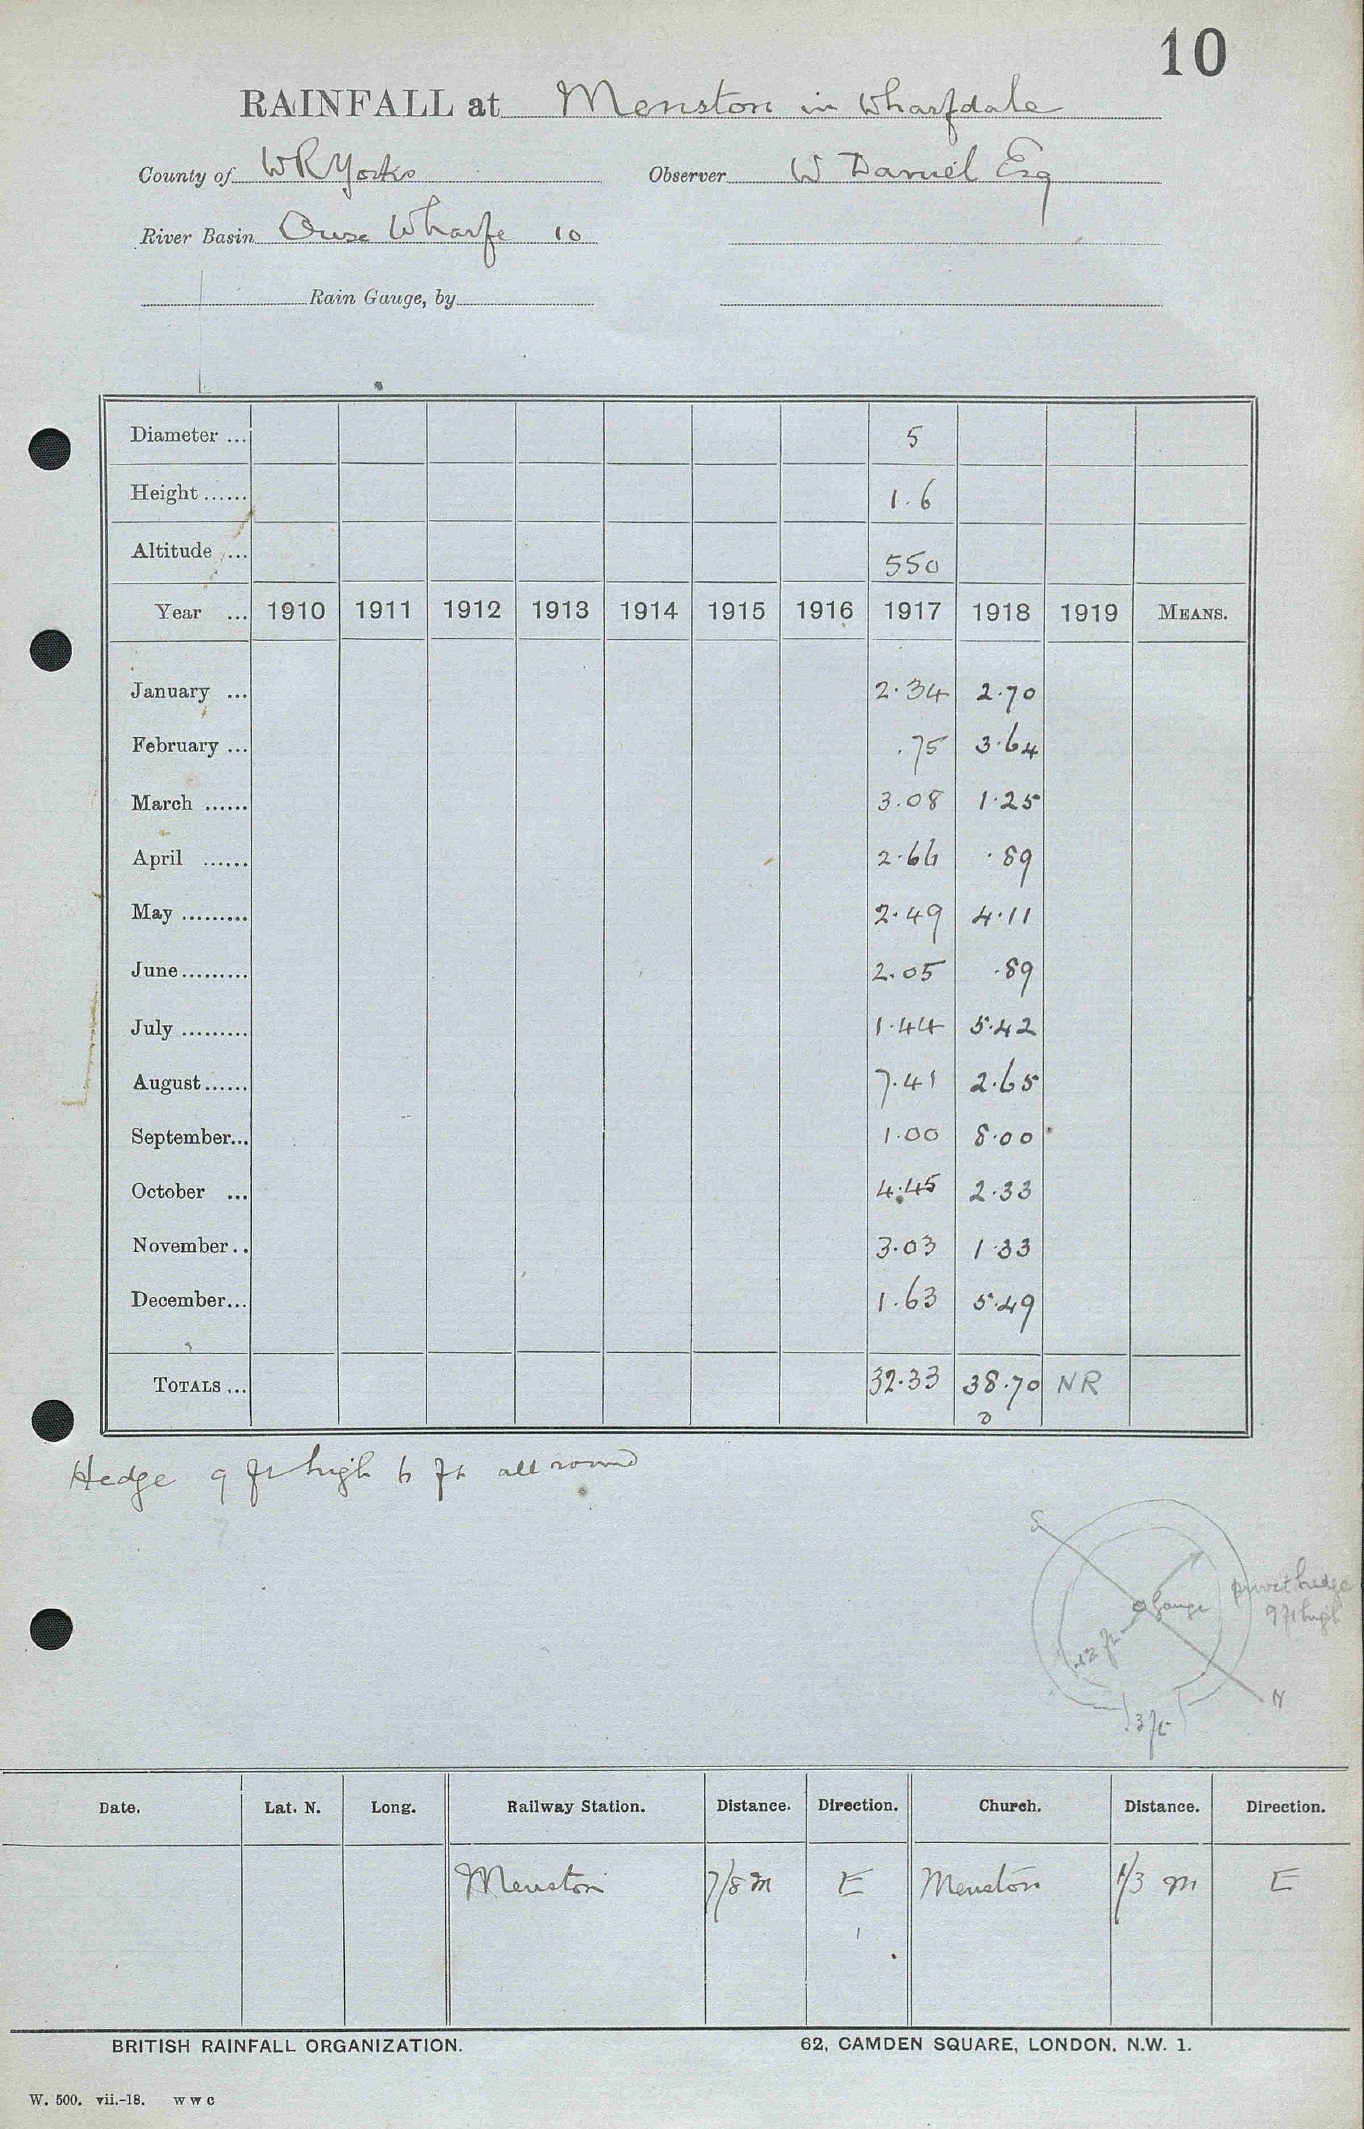 10
RAINFALL at Menston in Wharfdale
County of WR Yorks Observer W Daniel Esq
River Basin Ouse Wharfe 10
Rain Gauge, by
Diameter ... 5
Height ...... 1.6
Altitude ... 550
Year ... 1910 1911 1912 1913 1914 1915 1916 1917 1918 1919 MEANS.
January ... 2.34 2.70
February ... .75 3.64
March ...... 3.08 1.25
April ...... 2.66 .89
May ......... 2.49 4.11
June ......... 2.05 .89
July ......... 1.44 5.42
August ...... 7.41 2.65
September... 1.00 8.00
October ... 4.45 2.33
November .. 3.03 1.33
December... 1.63 5.49
TOTALS ... 32.33 38.70 NR
0
Hedge 9 ft high 6 ft all round
S
Gauge
privet hedge
9 ft high
12 ft
N
3 ft
Date. Lat. N. Long. Railway Station. Distance. Direction. Church. Distance. Direction.
Menston 7/8 m E Menston 1/3 m E
BRITISH RAINFALL ORGANIZATION. 62, CAMDEN SQUARE, LONDON, N.W. 1.
W. 500. vii.-18. W W C